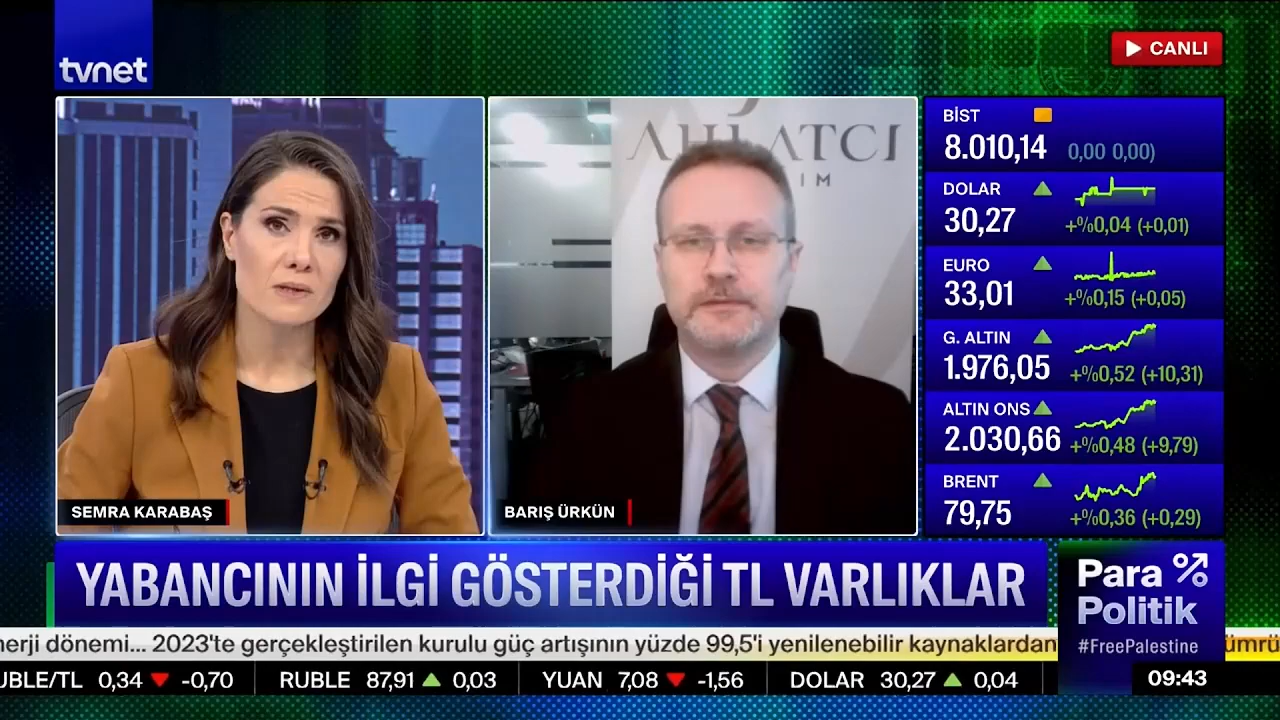 tvnet
CANLI
AHLATCI
IM
BİST
8.010,14 0,00 0,00)
DOLAR
30,27 +%0,04 (+0,01)
EURO
33,01 +%0,15 (+0,05)
G. ALTIN
1.976,05 +%0,52 (+10,31)
ALTIN ONS
2.030,66 +%0,48 (+9,79)
BRENT
79,75 +%0,36 (+0,29)
SEMRA KARABAŞ
BARIŞ ÜRKÜN
YABANCININ İLGİ GÖSTERDİĞİ TL VARLIKLAR
Para
Politik
#FreePalestine
nerji dönemi... 2023'te gerçekleştirilen kurulu güç artışının yüzde 99,5'i yenilenebilir kaynaklardan ümrü
UBLE/TL 0,34 -0,70 RUBLE 87,91 0,03 YUAN 7,08 -1,56 DOLAR 30,27 0,04
09:43